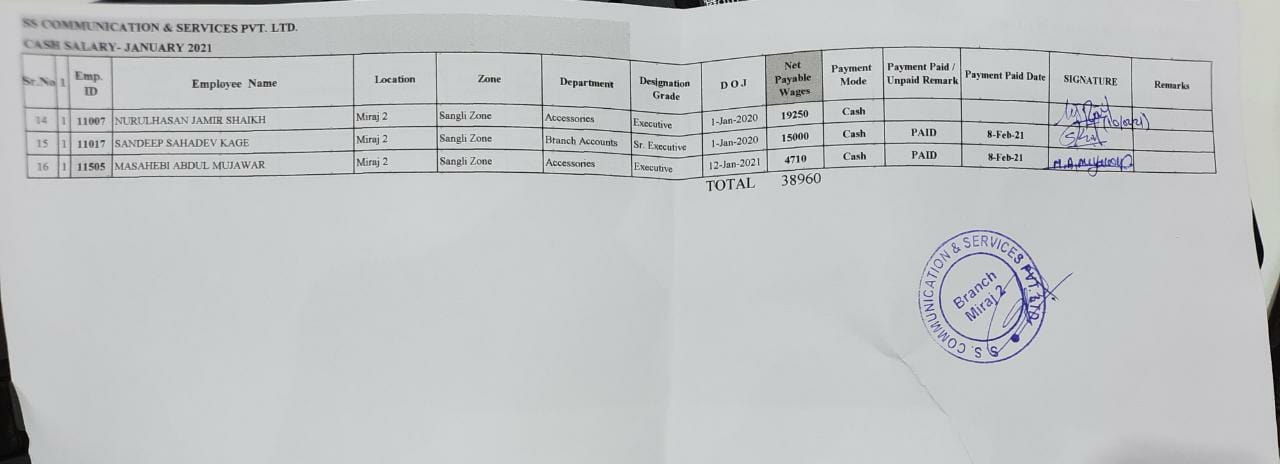 SS COMMUNICATION & SERVICES PVT. LTD.
CASH SALARY- JANUARY 2021
Sr.No 1 Emp. ID Employee Name Location Zone Department Designation Grade D O J Net Payable Wages Payment Mode Payment Paid / Unpaid Remark Payment Paid Date SIGNATURE Remarks
14 1 11007 NURULHASAN JAMIR SHAIKH Miraj 2 Sangli Zone Accessories Executive 1-Jan-2020 19250 Cash
15 1 11017 SANDEEP SAHADEV KAGE Miraj 2 Sangli Zone Branch Accounts Sr. Executive 1-Jan-2020 15000 Cash PAID 8-Feb-21
16 1 11505 MASAHEBI ABDUL MUJAWAR Miraj 2 Sangli Zone Accessories Executive 12-Jan-2021 4710 Cash PAID 8-Feb-21 M.A.Mujawar
TOTAL 38960
S. S. COMMUNICATION & SERVICES PVT. LTD.
Branch
Miraj 2